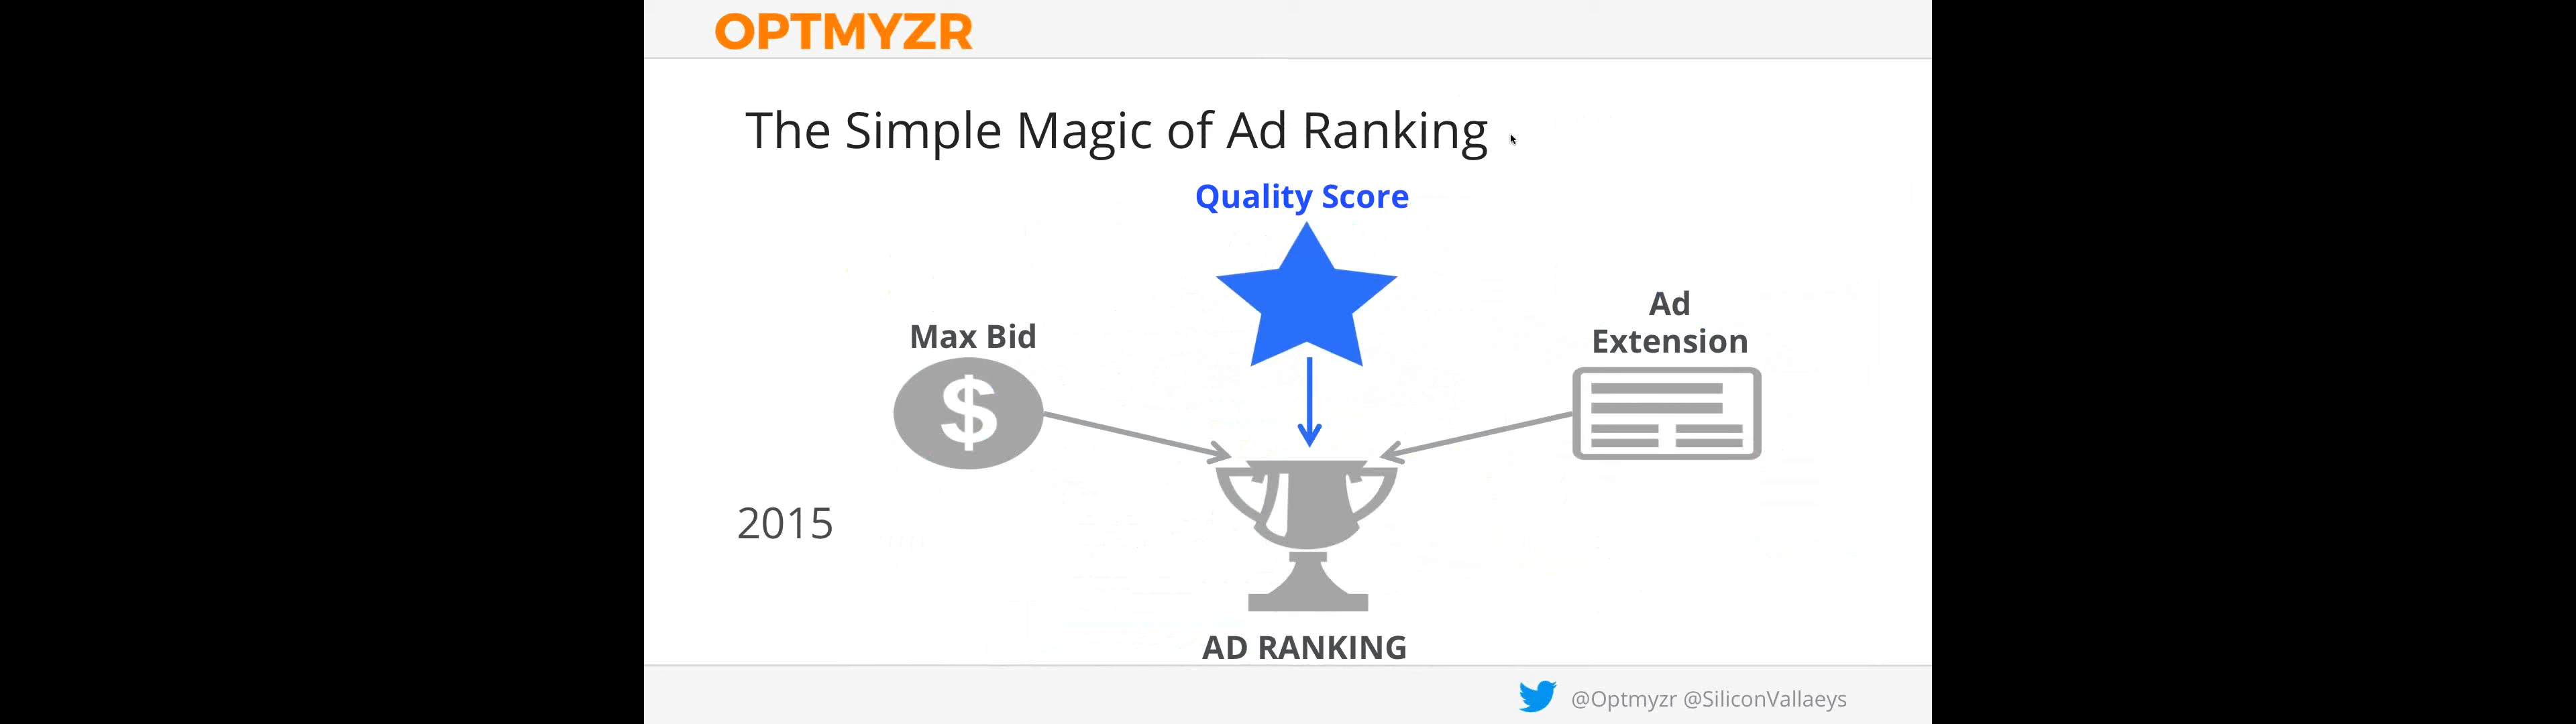 OPTMYZR
The Simple Magic of Ad Ranking
Quality Score
Max Bid
$
Ad
Extension
2015
AD RANKING
@Optmyzr @SiliconVallaeys